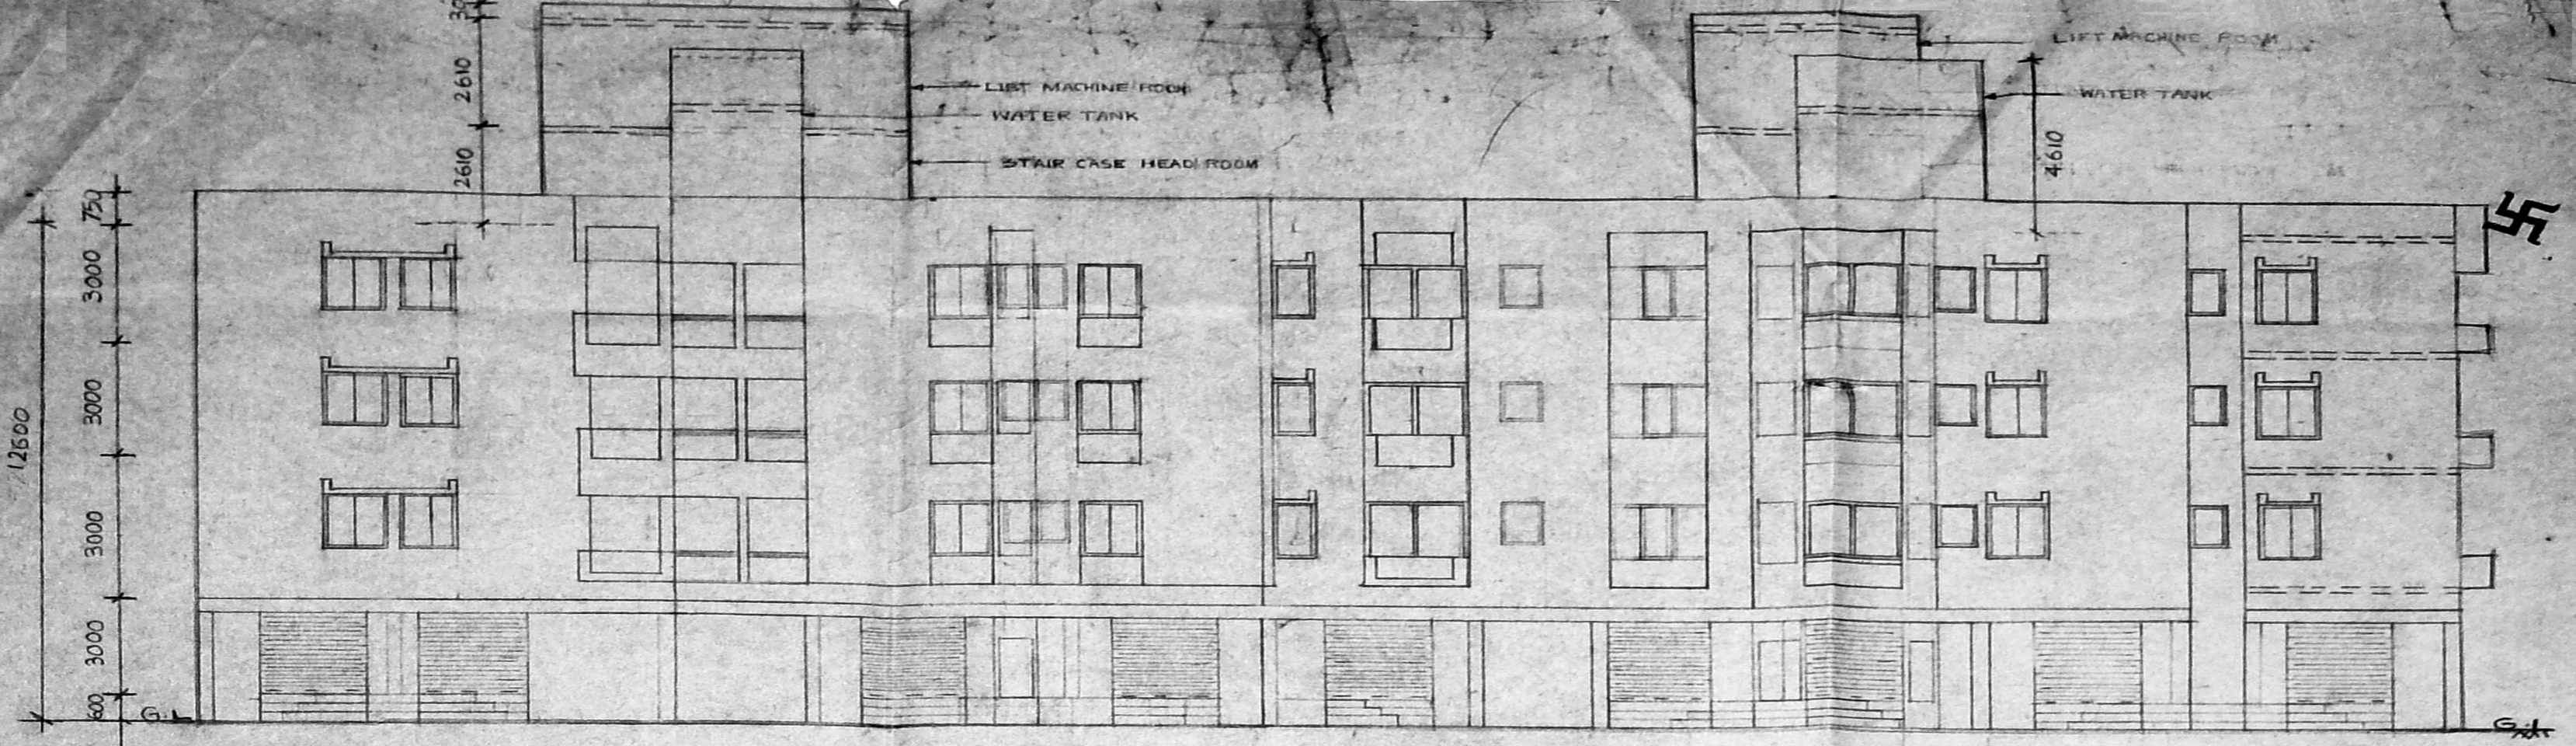 30
2610
2610
LIFT MACHINE ROOM
WATER TANK
STAIR CASE HEAD ROOM
LIFT MACHINE ROOM
WATER TANK
4610
750
3000
3000
3000
3000
600
12600
G.L